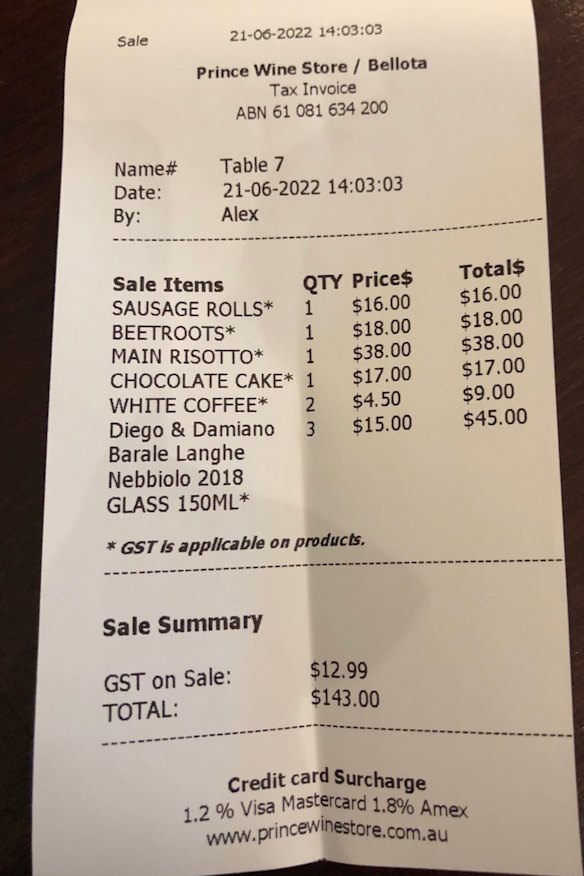 Sale 21-06-2022 14:03:03
Prince Wine Store / Bellota
Tax Invoice
ABN 61 081 634 200
Name# Table 7
Date: 21-06-2022 14:03:03
By: Alex
Sale Items QTY Price$ Total$
SAUSAGE ROLLS* 1 $16.00 $16.00
BEETROOTS* 1 $18.00 $18.00
MAIN RISOTTO* 1 $38.00 $38.00
CHOCOLATE CAKE* 1 $17.00 $17.00
WHITE COFFEE* 2 $4.50 $9.00
Diego & Damiano 3 $15.00 $45.00
Barale Langhe
Nebbiolo 2018
GLASS 150ML*
* GST is applicable on products.
Sale Summary
GST on Sale: $12.99
TOTAL: $143.00
Credit card Surcharge
1.2 % Visa Mastercard 1.8% Amex
www.princewinestore.com.au